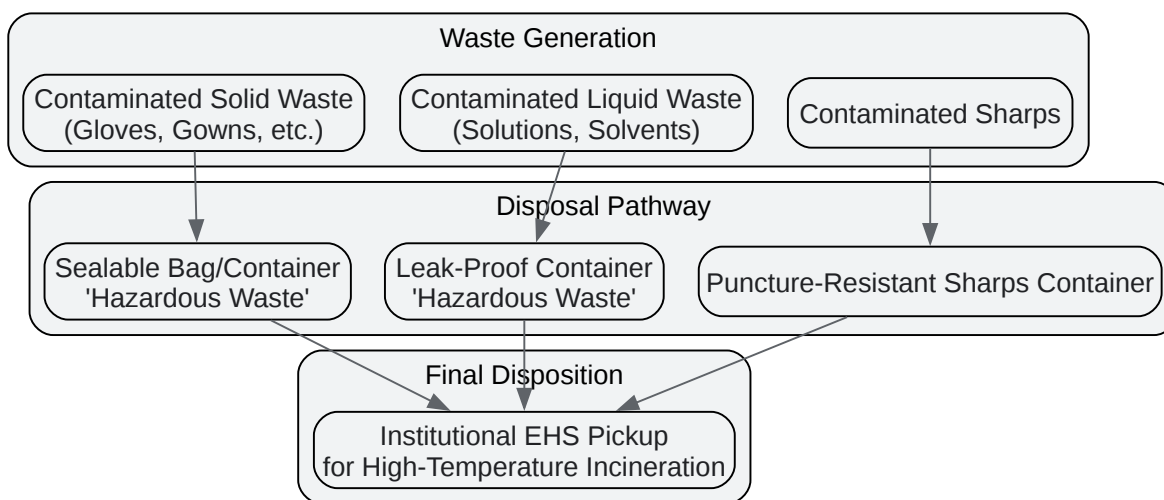 Waste Generation
Contaminated Solid Waste
(Gloves, Gowns, etc.)
Contaminated Liquid Waste
(Solutions, Solvents)
Contaminated Sharps
Disposal Pathway
Sealable Bag/Container
'Hazardous Waste'
Leak-Proof Container
'Hazardous Waste'
Puncture-Resistant Sharps Container
Final Disposition
Institutional EHS Pickup
for High-Temperature Incineration